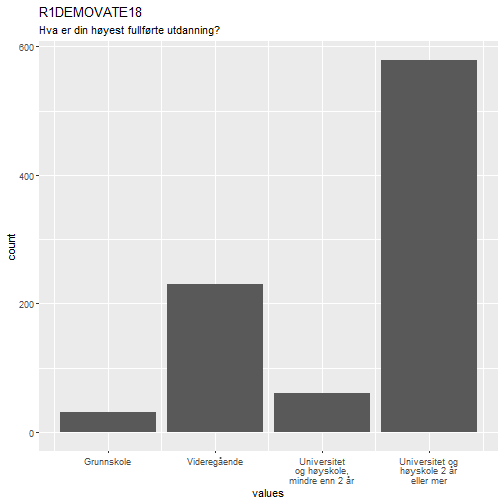 R1DEMOVATE18
Hva er din høyest fullførte utdanning?
600
400
200
0
count
Grunnskole
Videregående
Universitet
og høyskole,
mindre enn 2 år
Universitet og
høyskole 2 år
eller mer
values